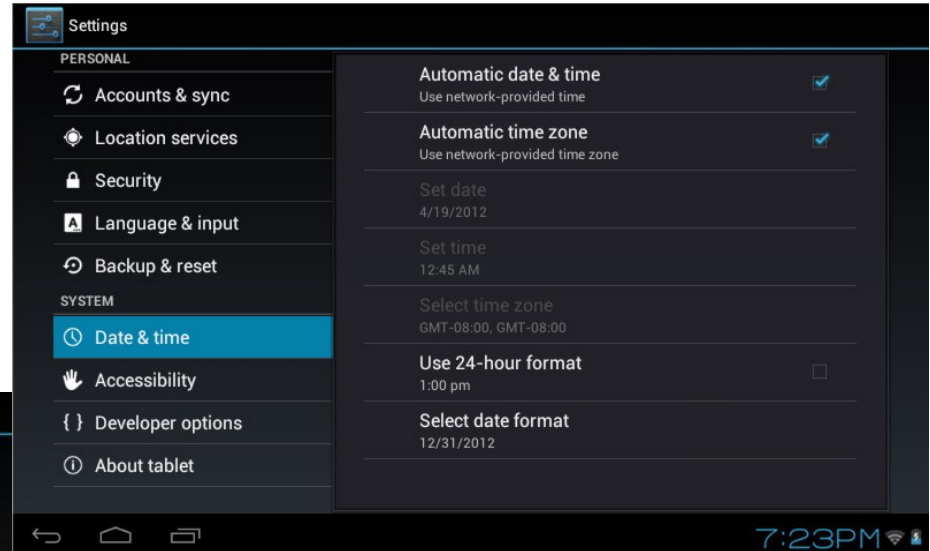 Settings
PERSONAL
Accounts & sync
Location services
Security
Language & input
Backup & reset
SYSTEM
Date & time
Accessibility
{ } Developer options
About tablet
Automatic date & time
Use network-provided time
Automatic time zone
Use network-provided time zone
Set date
4/19/2012
Set time
12:45 AM
Select time zone
GMT-08:00, GMT-08:00
Use 24-hour format
1:00 pm
Select date format
12/31/2012
7:23PM